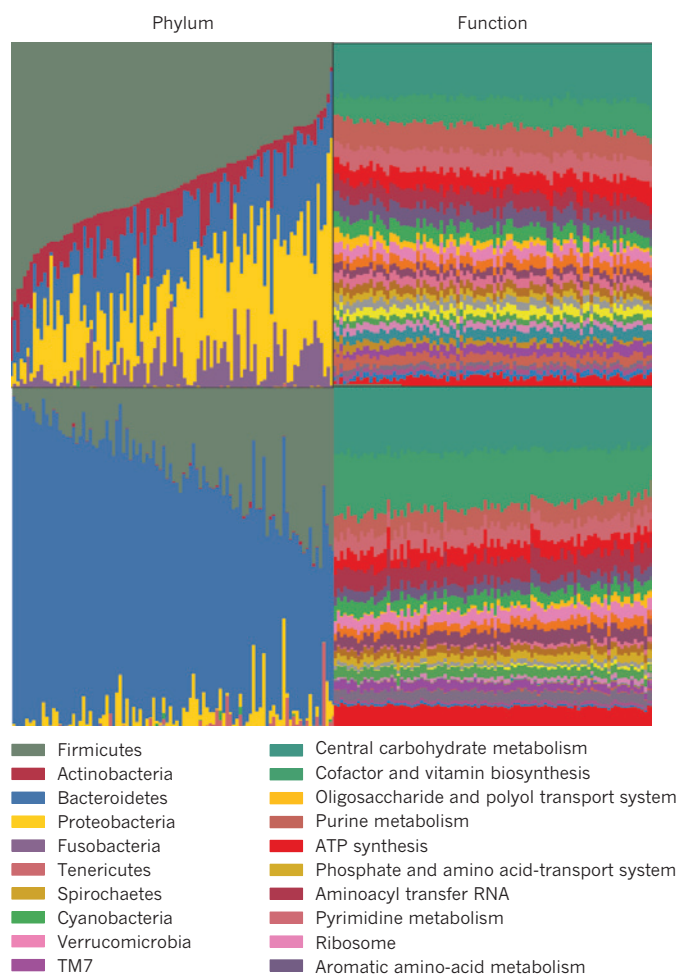 Phylum
Function
Firmicutes
Actinobacteria
Bacteroidetes
Proteobacteria
Fusobacteria
Tenericutes
Spirochaetes
Cyanobacteria
Verrucomicrobia
TM7
Central carbohydrate metabolism
Cofactor and vitamin biosynthesis
Oligosaccharide and polyol transport system
Purine metabolism
ATP synthesis
Phosphate and amino acid-transport system
Aminoacyl transfer RNA
Pyrimidine metabolism
Ribosome
Aromatic amino-acid metabolism